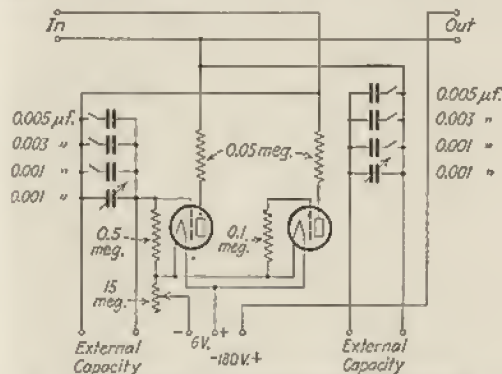 In
Out
0.005 µf.
0.003 "
0.001 "
0.001 "
0.05 meg.
0.005 µf.
0.003 "
0.001 "
0.001 "
0.5
meg.
0.1
meg.
15
meg.
- 6V. +
-180V.+
External
Capacity
External
Capacity